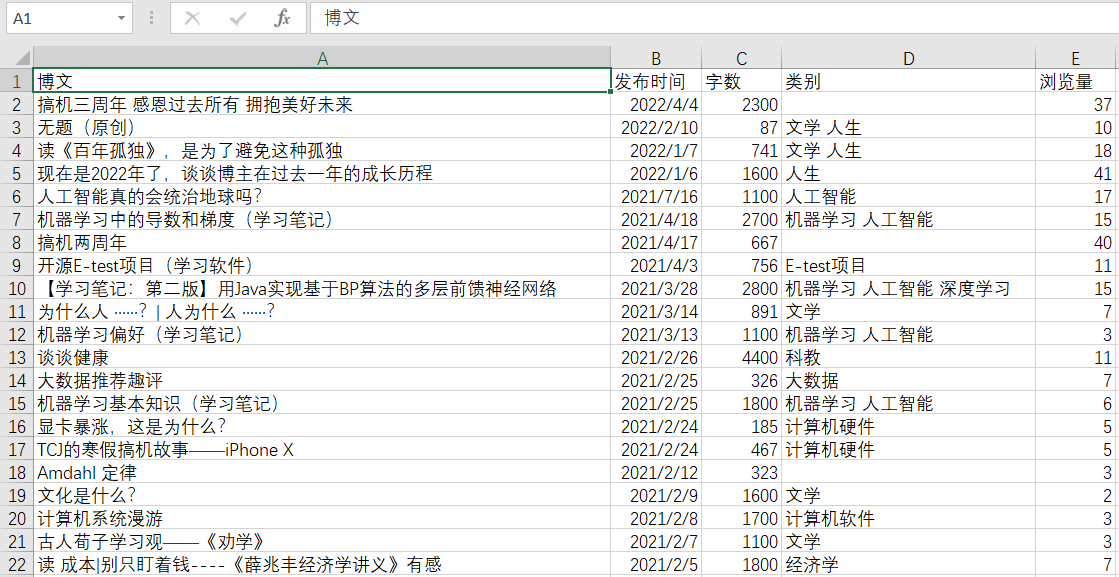 A1 fx 博文
A B C D E
1 博文 发布时间 字数 类别 浏览量
2 搞机三周年 感恩过去所有 拥抱美好未来 2022/4/4 2300 37
3 无题（原创） 2022/2/10 87 文学 人生 10
4 读《百年孤独》，是为了避免这种孤独 2022/1/7 741 文学 人生 18
5 现在是2022年了，谈谈博主在过去一年的成长历程 2022/1/6 1600 人生 41
6 人工智能真的会统治地球吗？ 2021/7/16 1100 人工智能 17
7 机器学习中的导数和梯度（学习笔记） 2021/4/18 2700 机器学习 人工智能 15
8 搞机两周年 2021/4/17 667 40
9 开源E-test项目（学习软件） 2021/4/3 756 E-test项目 11
10 【学习笔记：第二版】用Java实现基于BP算法的多层前馈神经网络 2021/3/28 2800 机器学习 人工智能 深度学习 15
11 为什么人 ……？ | 人为什么 ……？ 2021/3/14 891 文学 7
12 机器学习偏好（学习笔记） 2021/3/13 1100 机器学习 人工智能 3
13 谈谈健康 2021/2/26 4400 科教 11
14 大数据推荐趣评 2021/2/25 326 大数据 7
15 机器学习基本知识（学习笔记） 2021/2/25 1800 机器学习 人工智能 6
16 显卡暴涨，这是为什么？ 2021/2/24 185 计算机硬件 5
17 TCJ的寒假搞机故事——iPhone X 2021/2/24 467 计算机硬件 5
18 Amdahl 定律 2021/2/12 323 3
19 文化是什么？ 2021/2/9 1600 文学 2
20 计算机系统漫游 2021/2/8 1700 计算机软件 3
21 古人荀子学习观——《劝学》 2021/2/7 1100 文学 3
22 读 成本|别只盯着钱----《薛兆丰经济学讲义》有感 2021/2/5 1800 经济学 7